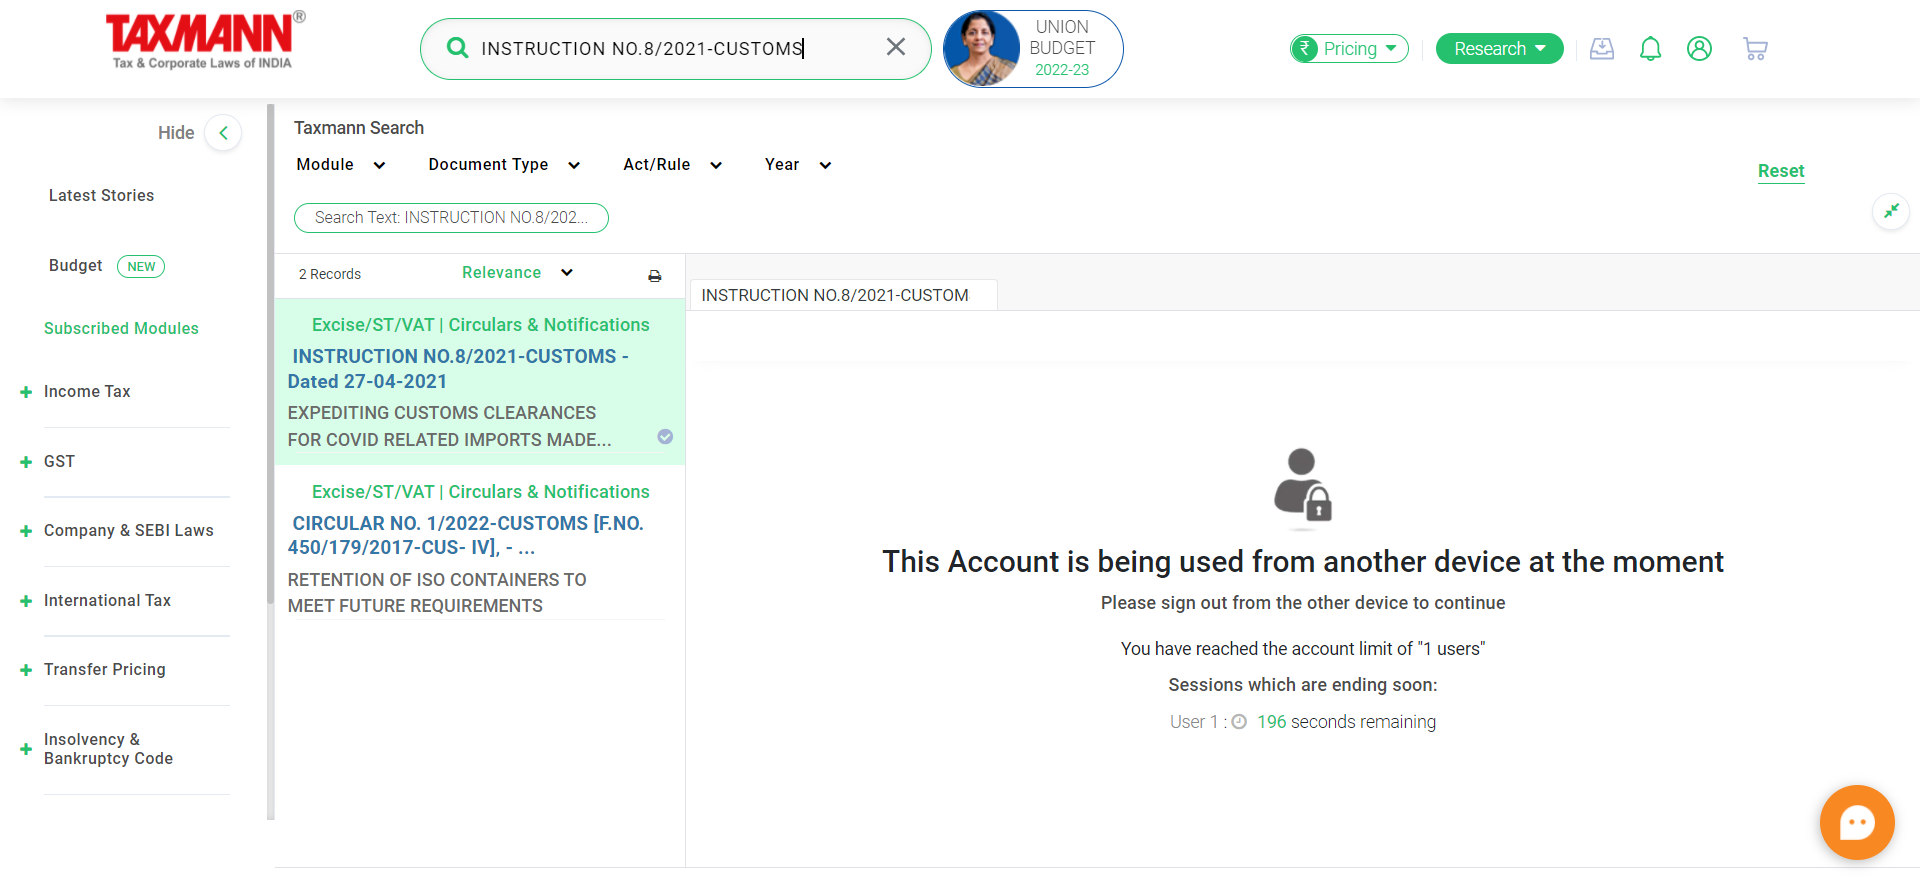 TAXMANN®
Tax & Corporate Laws of INDIA
INSTRUCTION NO.8/2021-CUSTOMS
UNION
BUDGET
2022-23
₹ Pricing
Research
Hide
Latest Stories
Budget NEW
Subscribed Modules
Income Tax
GST
Company & SEBI Laws
International Tax
Transfer Pricing
Insolvency &
Bankruptcy Code
Taxmann Search
Module Document Type Act/Rule Year
Reset
Search Text: INSTRUCTION NO.8/202...
2 Records Relevance
Excise/ST/VAT | Circulars & Notifications
INSTRUCTION NO.8/2021-CUSTOMS -
Dated 27-04-2021
EXPEDITING CUSTOMS CLEARANCES
FOR COVID RELATED IMPORTS MADE...
Excise/ST/VAT | Circulars & Notifications
CIRCULAR NO. 1/2022-CUSTOMS [F.NO.
450/179/2017-CUS- IV], - ...
RETENTION OF ISO CONTAINERS TO
MEET FUTURE REQUIREMENTS
INSTRUCTION NO.8/2021-CUSTOM
This Account is being used from another device at the moment
Please sign out from the other device to continue
You have reached the account limit of "1 users"
Sessions which are ending soon:
User 1 : 196 seconds remaining